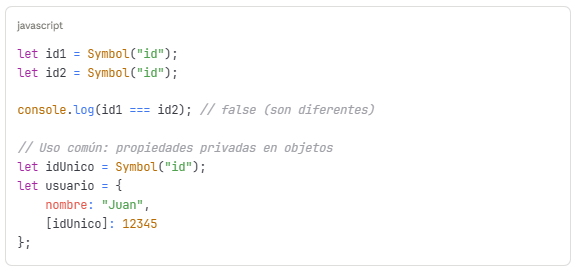 javascript
let id1 = Symbol("id");
let id2 = Symbol("id");
console.log(id1 === id2); // false (son diferentes)
// Uso común: propiedades privadas en objetos
let idUnico = Symbol("id");
let usuario = {
    nombre: "Juan",
    [idUnico]: 12345
};